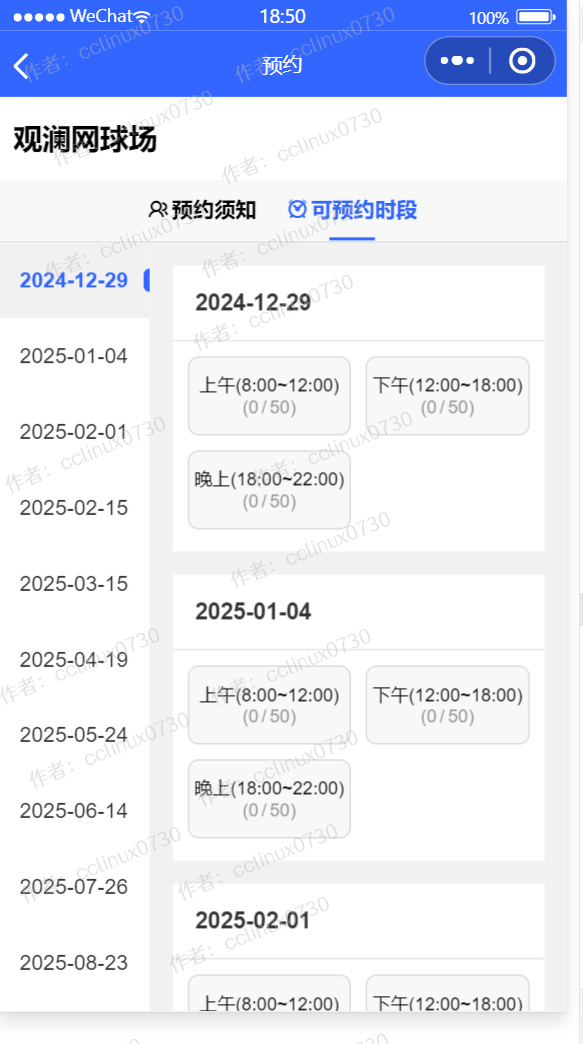 WeChat 18:50 100%
预约
观澜网球场
预约须知 可预约时段
2024-12-29
2025-01-04
2025-02-01
2025-02-15
2025-03-15
2025-04-19
2025-05-24
2025-06-14
2025-07-26
2025-08-23
2024-12-29
上午(8:00~12:00) 下午(12:00~18:00)
(0/50) (0/50)
晚上(18:00~22:00)
(0/50)
2025-01-04
上午(8:00~12:00) 下午(12:00~18:00)
(0/50) (0/50)
晚上(18:00~22:00)
(0/50)
2025-02-01
上午(8:00~12:00) 下午(12:00~18:00)
作者：cclinux0730